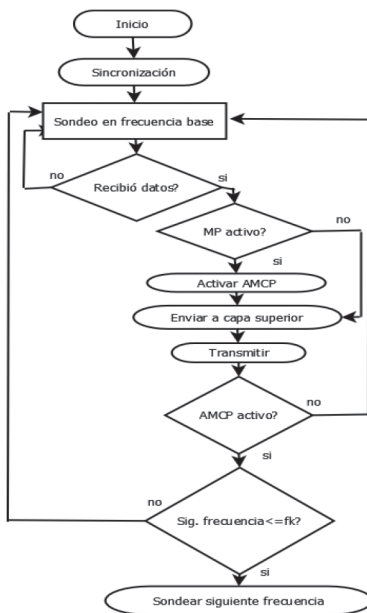 Inicio
Sincronización
Sondeo en frecuencia base
no
Recibió datos?
si
MP activo?
no
si
Activar AMCP
Enviar a capa superior
Transmitir
AMCP activo?
no
si
no
Sig. frecuencia<=fk?
si
Sondear siguiente frecuencia